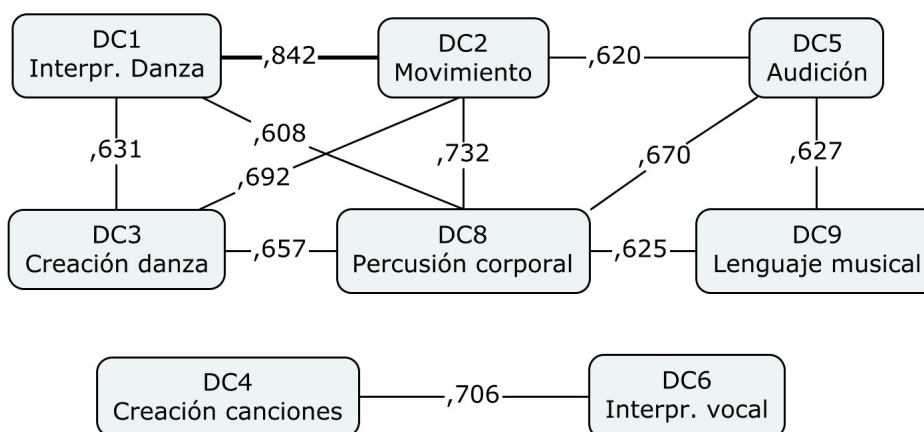 DC1
Interpr. Danza
,842
DC2
Movimiento
,620
DC5
Audición
,631
,608
,692
,732
,670
,627
DC3
Creación danza
,657
DC8
Percusión corporal
,625
DC9
Lenguaje musical
DC4
Creación canciones
,706
DC6
Interpr. vocal